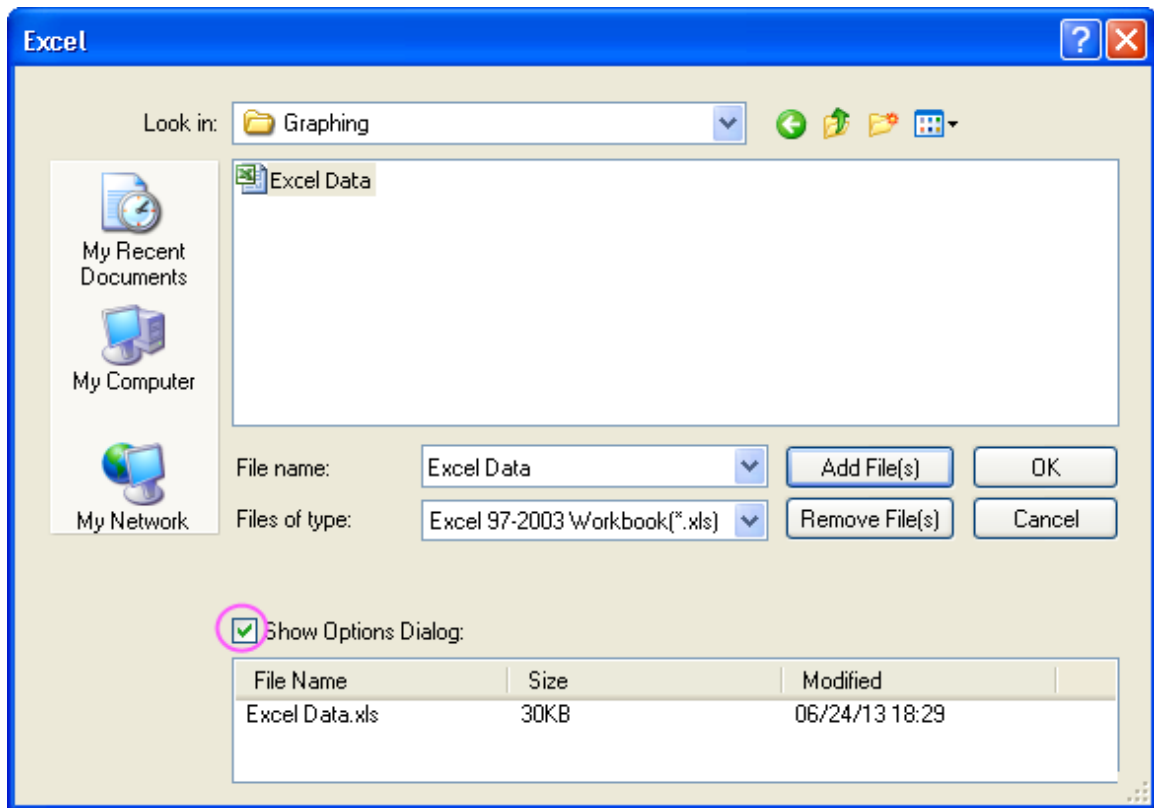 Excel
Look in: Graphing
Excel Data
My Recent
Documents
My Computer
My Network
File name: Excel Data Add File(s) OK
Files of type: Excel 97-2003 Workbook(*.xls) Remove File(s) Cancel
Show Options Dialog:
File Name Size Modified
Excel Data.xls 30KB 06/24/13 18:29